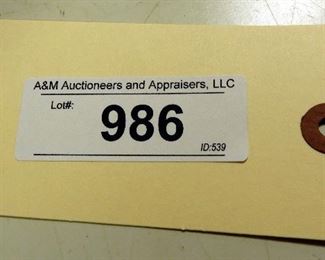 A&M Auctioneers and Appraisers, LLC
Lot#:
986
ID:539